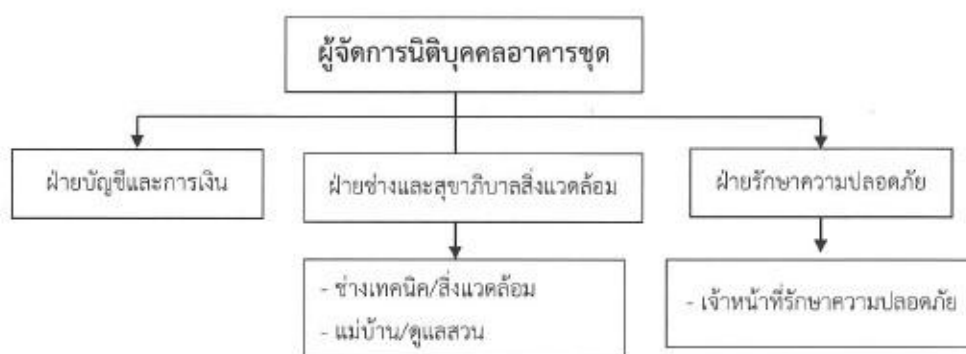 ผู้จัดการนิติบุคคลอาคารชุด
ฝ่ายบัญชีและการเงิน
ฝ่ายช่างและสุขาภิบาลสิ่งแวดล้อม
ฝ่ายรักษาความปลอดภัย
- ช่างเทคนิค/สิ่งแวดล้อม
- แม่บ้าน/ดูแลสวน
- เจ้าหน้าที่รักษาความปลอดภัย